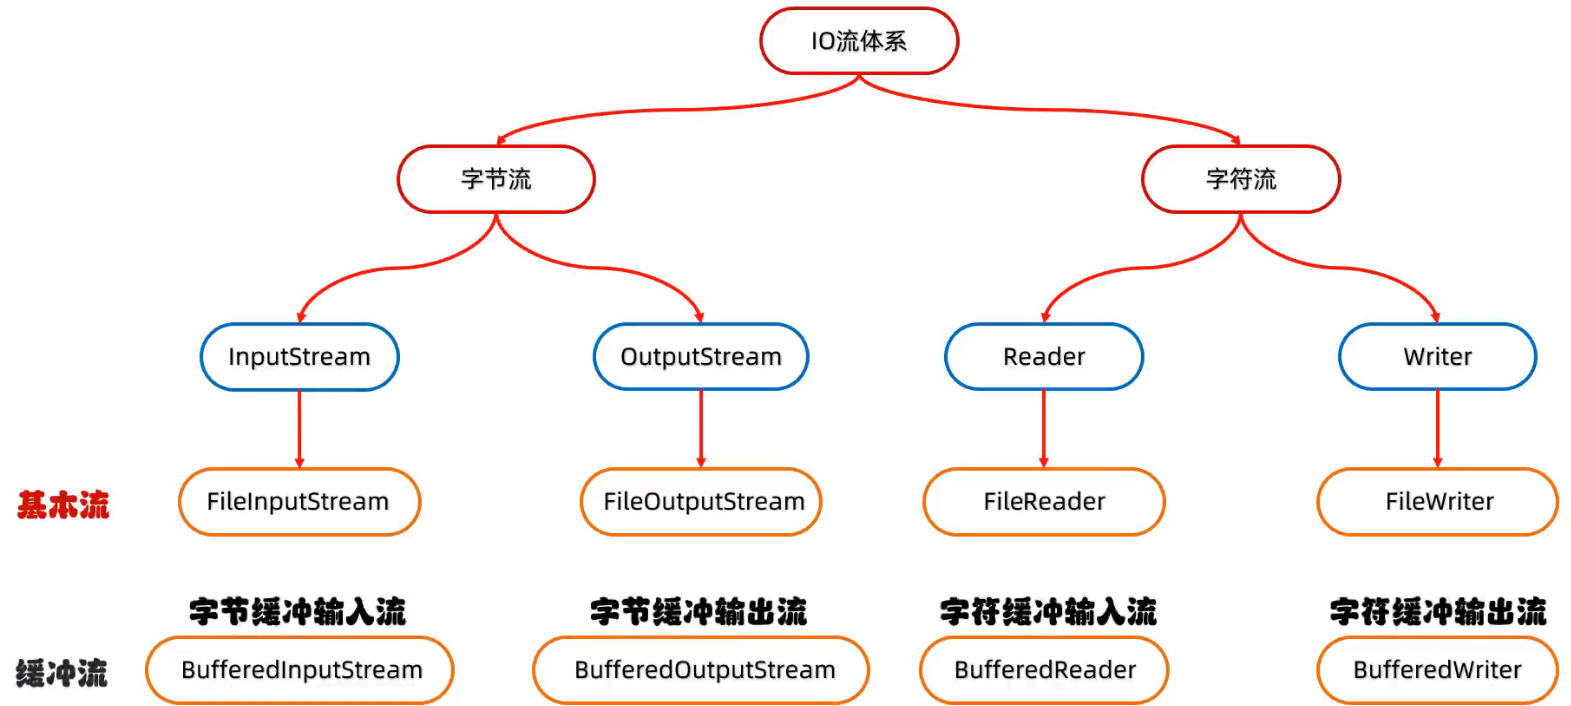 IO流体系
字节流
字符流
InputStream
OutputStream
Reader
Writer
基本流
FileInputStream
FileOutputStream
FileReader
FileWriter
字节缓冲输入流
字节缓冲输出流
字符缓冲输入流
字符缓冲输出流
缓冲流
BufferedInputStream
BufferedOutputStream
BufferedReader
BufferedWriter